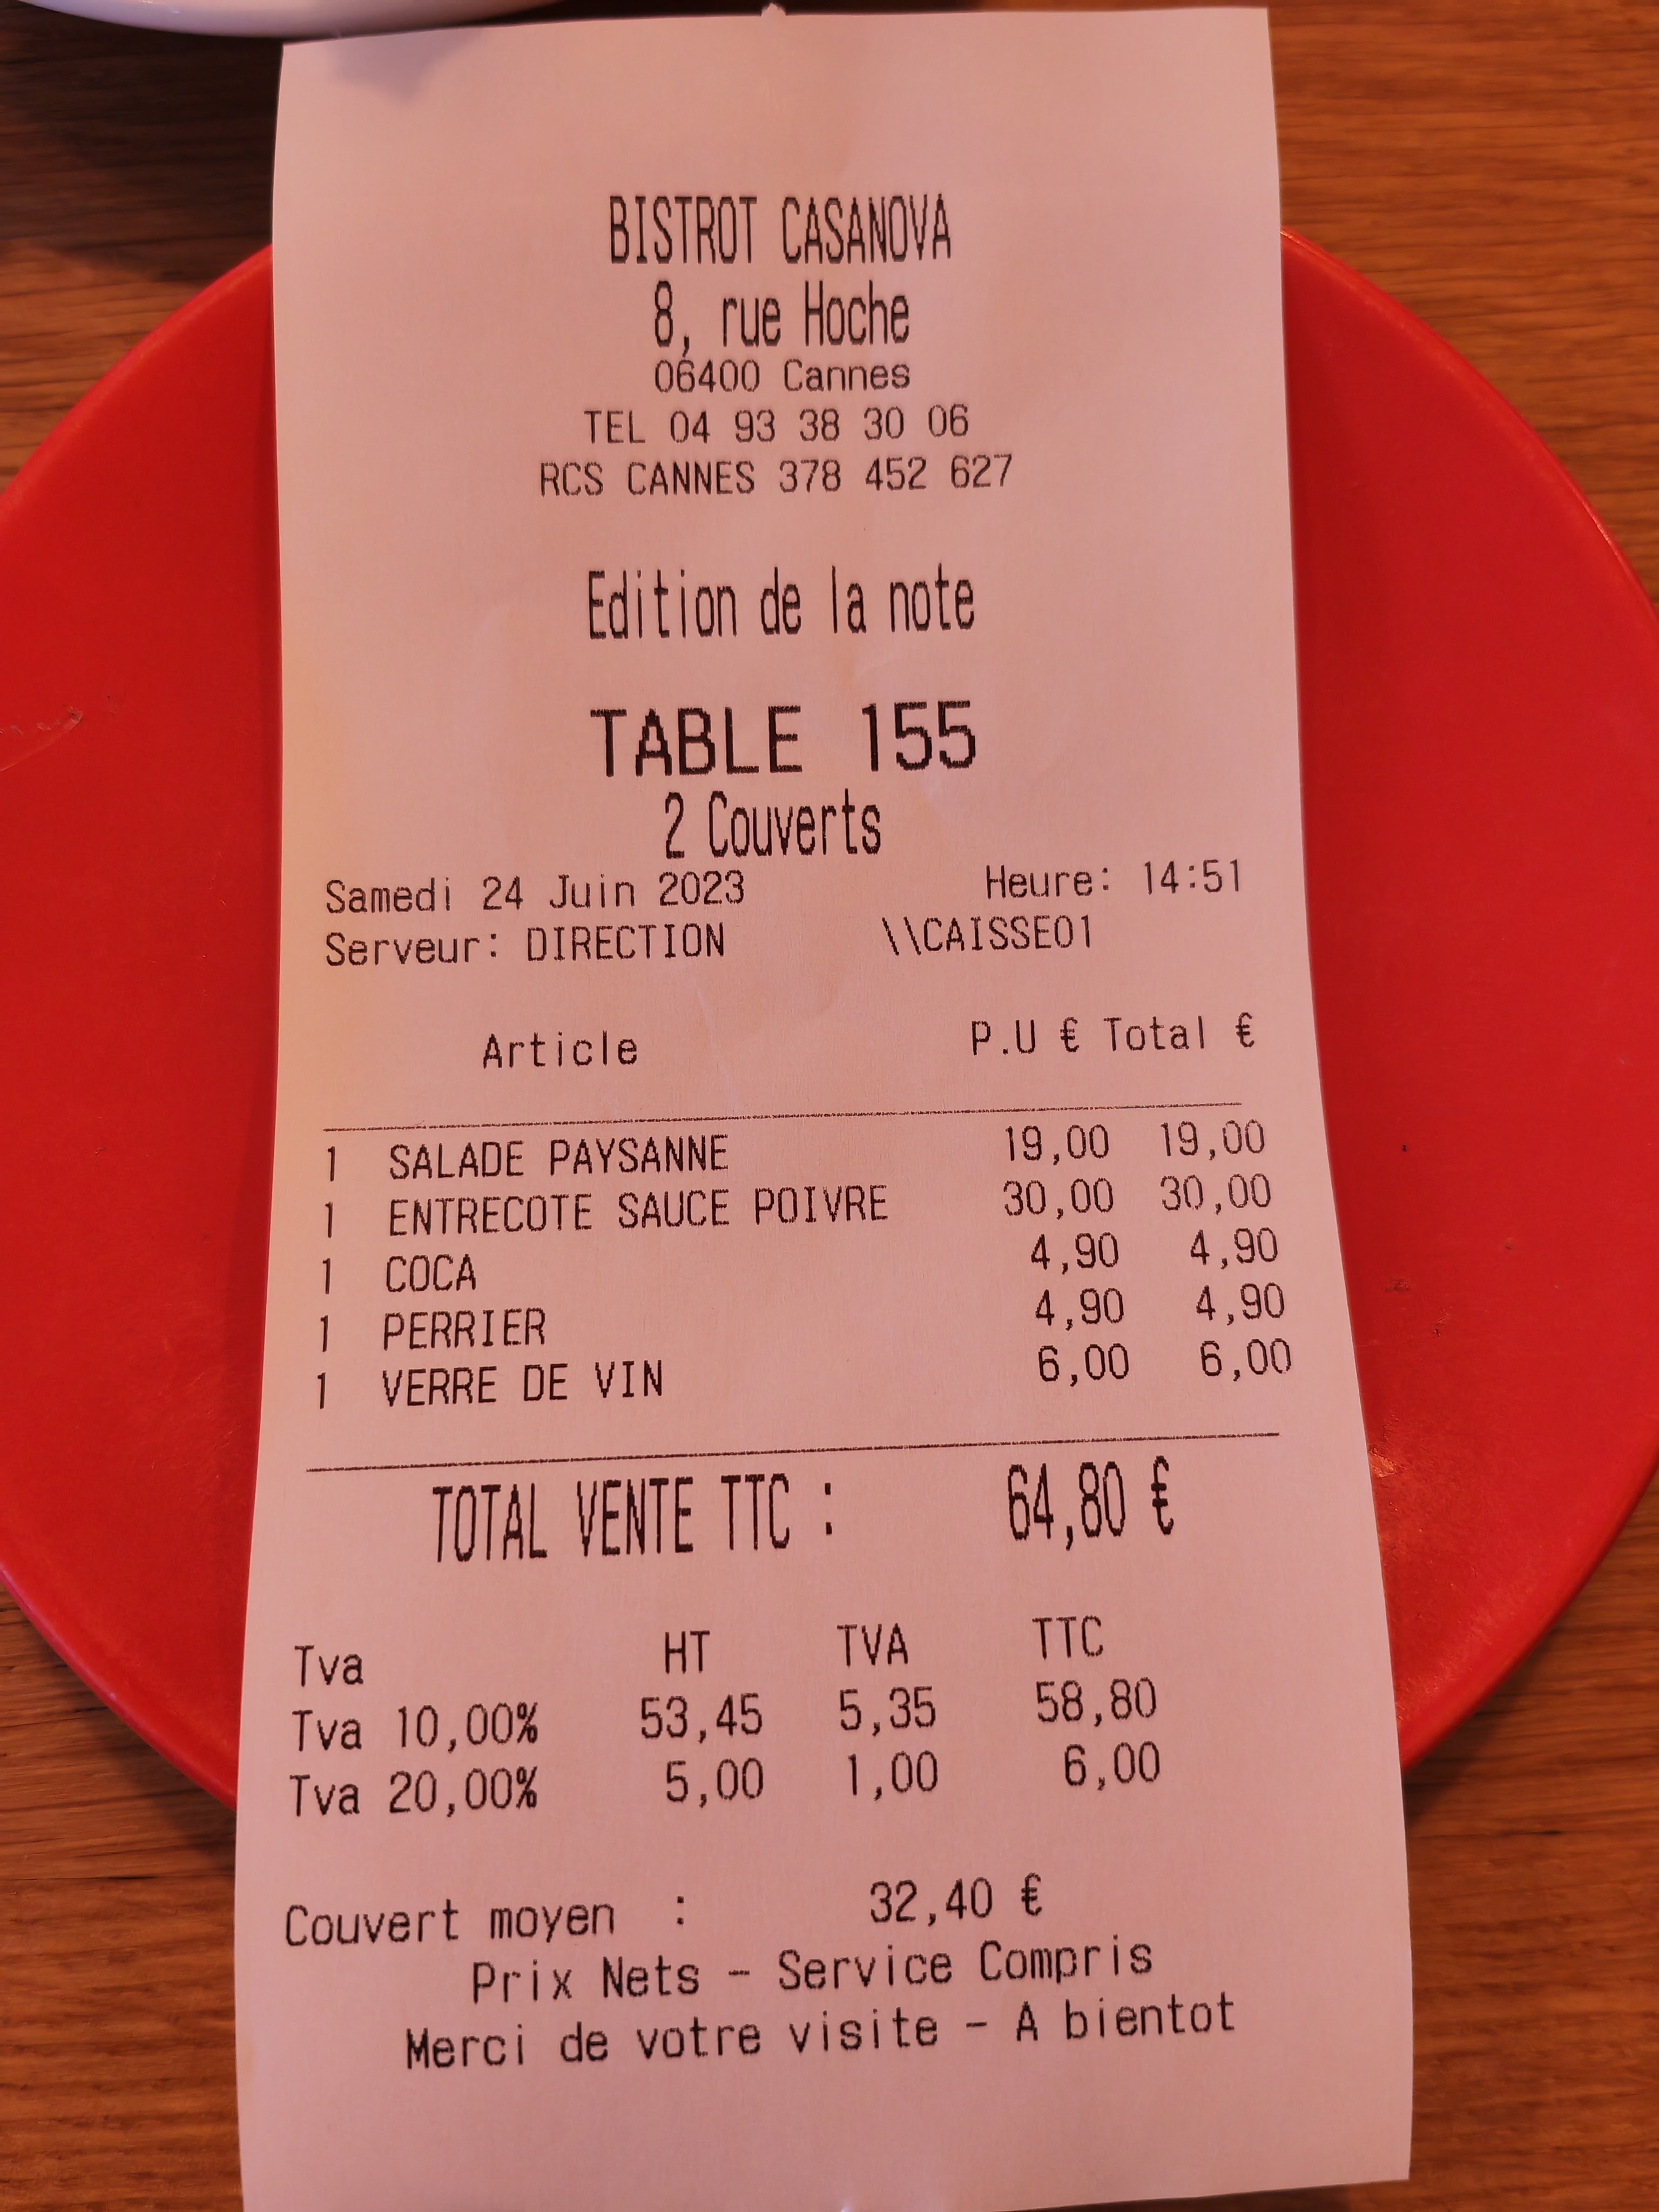 BISTROT CASANOVA
8, rue Hoche
06400 Cannes
TEL 04 93 38 30 06
RCS CANNES 378 452 627
Edition de la note
TABLE 155
2 Couverts
Samedi 24 Juin 2023 Heure: 14:51
Serveur: DIRECTION \\CAISSE01
Article P.U € Total €
1 SALADE PAYSANNE 19,00 19,00
1 ENTRECOTE SAUCE POIVRE 30,00 30,00
1 COCA 4,90 4,90
1 PERRIER 4,90 4,90
1 VERRE DE VIN 6,00 6,00
TOTAL VENTE TTC : 64,80 €
Tva HT TVA TTC
Tva 10,00% 53,45 5,35 58,80
Tva 20,00% 5,00 1,00 6,00
Couvert moyen : 32,40 €
Prix Nets - Service Compris
Merci de votre visite - A bientot